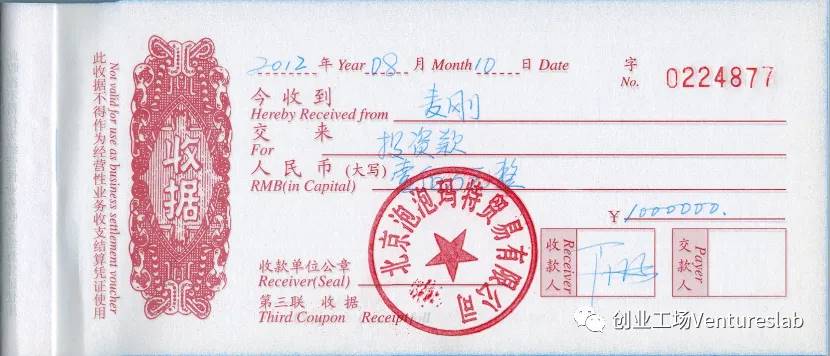 2012 年 Year 08 月 Month 10 日 Date
字 No. 0224877
今收到
Hereby Received from 麦刚
交来
For 投资款
人民币 (大写)
RMB(in Capital) 壹佰万元整
¥ 1000000.
收款单位公章
Receiver(Seal)
第三联 收据
Third Coupon Receipt
北京泡泡玛特贸易有限公司
收款人 Receiver
交款人 Payer
收据
Not valid for use as business settlement voucher
此收据不得作为经营性业务收支结算凭证使用
创业工场Ventureslab